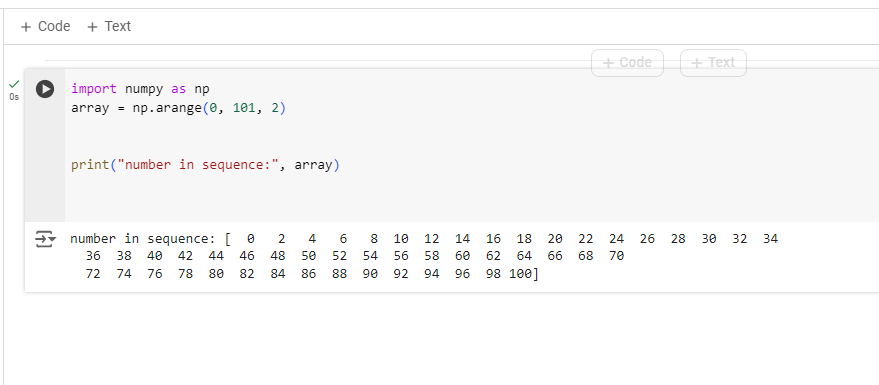 + Code + Text
+ Code + Text
0s
import numpy as np
array = np.arange(0, 101, 2)
print("number in sequence:", array)
number in sequence: [  0   2   4   6   8  10  12  14  16  18  20  22  24  26  28  30  32  34
  36  38  40  42  44  46  48  50  52  54  56  58  60  62  64  66  68  70
  72  74  76  78  80  82  84  86  88  90  92  94  96  98 100]